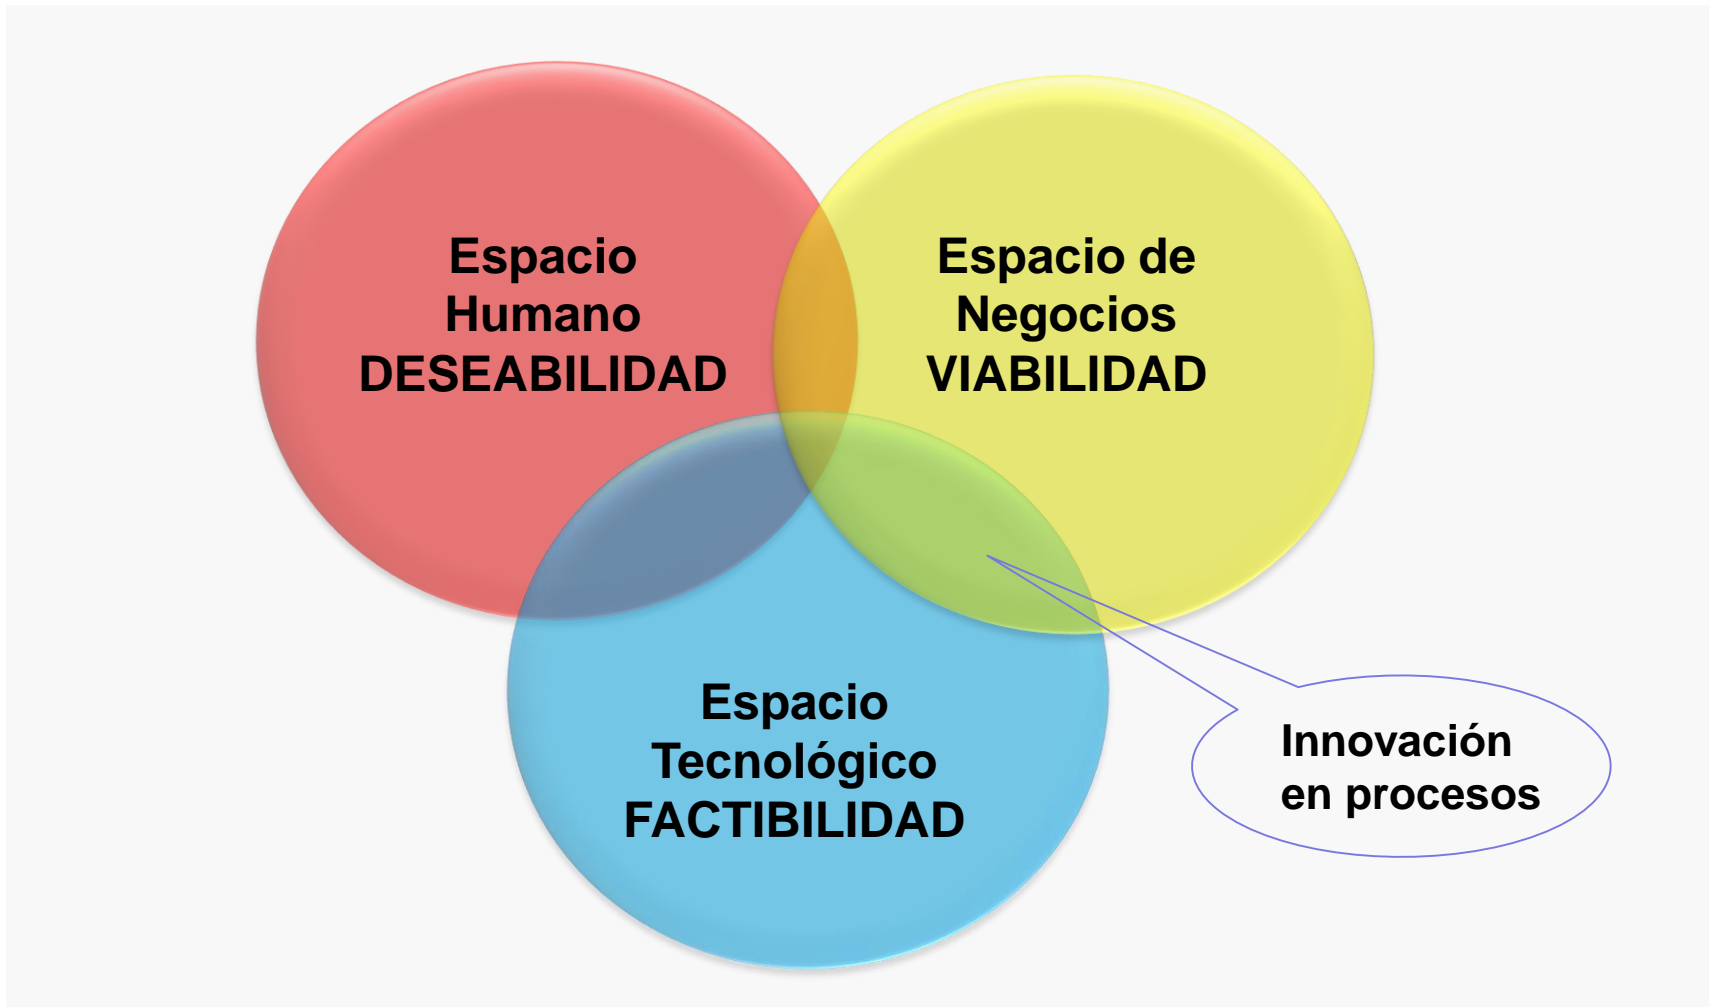 Espacio
Humano
DESEABILIDAD
Espacio de
Negocios
VIABILIDAD
Espacio
Tecnológico
FACTIBILIDAD
Innovación
en procesos